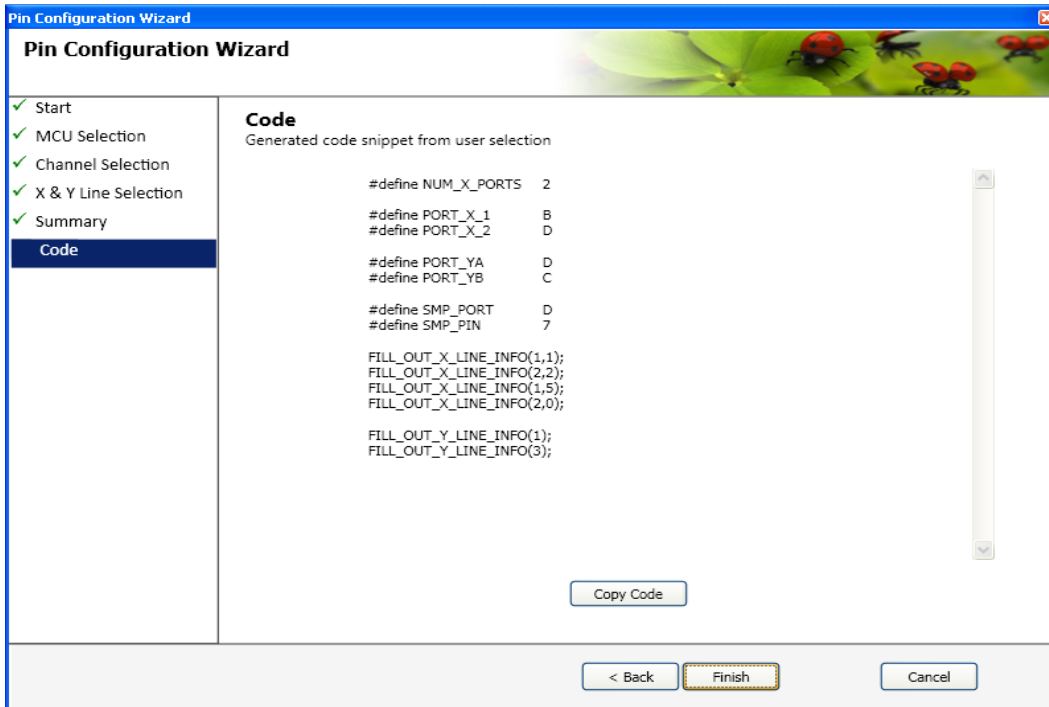 Pin Configuration Wizard
Pin Configuration Wizard
Start
MCU Selection
Channel Selection
X & Y Line Selection
Summary
Code
Code
Generated code snippet from user selection
#define NUM_X_PORTS 2
#define PORT_X_1 B
#define PORT_X_2 D
#define PORT_YA D
#define PORT_YB C
#define SMP_PORT D
#define SMP_PIN 7
FILL_OUT_X_LINE_INFO(1,1);
FILL_OUT_X_LINE_INFO(2,2);
FILL_OUT_X_LINE_INFO(1,5);
FILL_OUT_X_LINE_INFO(2,0);
FILL_OUT_Y_LINE_INFO(1);
FILL_OUT_Y_LINE_INFO(3);
Copy Code
< Back Finish Cancel